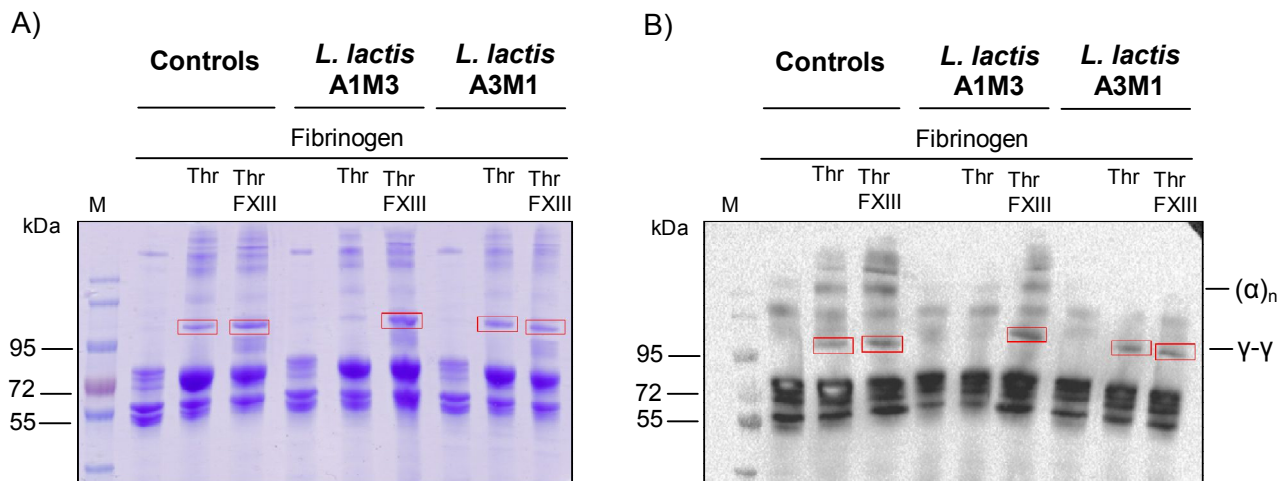 A)
Controls
L. lactis
A1M3
L. lactis
A3M1
Fibrinogen
Thr
Thr
FXIII
Thr
Thr
FXIII
Thr
Thr
FXIII
M
kDa
95
72
55
B)
Controls
L. lactis
A1M3
L. lactis
A3M1
Fibrinogen
Thr
Thr
FXIII
Thr
Thr
FXIII
Thr
Thr
FXIII
M
kDa
95
72
55
(α)n
γ-γ